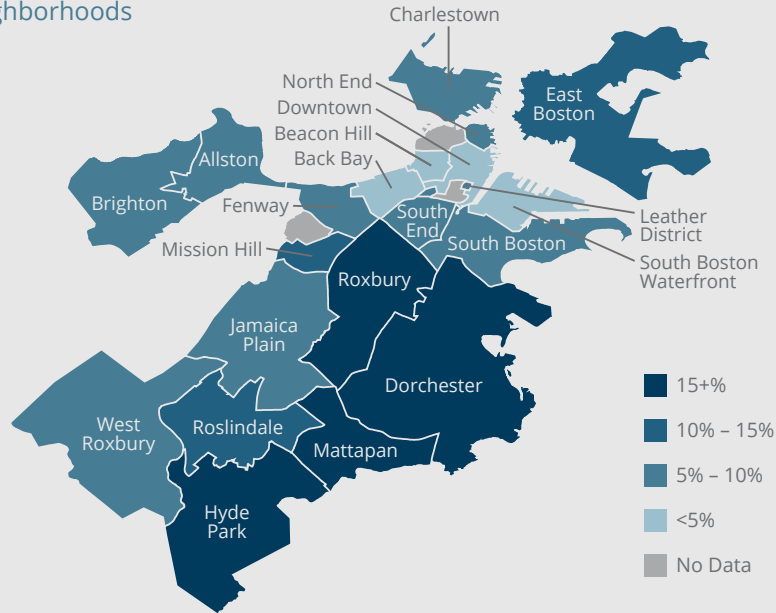 Charlestown
North End
Downtown
Beacon Hill
Back Bay
East
Boston
Allston
Brighton
Fenway
South
End
Leather
District
South Boston
Mission Hill
South Boston
Waterfront
Roxbury
Jamaica
Plain
Dorchester
West
Roxbury
Roslindale
Mattapan
Hyde
Park
15+%
10% – 15%
5% – 10%
<5%
No Data